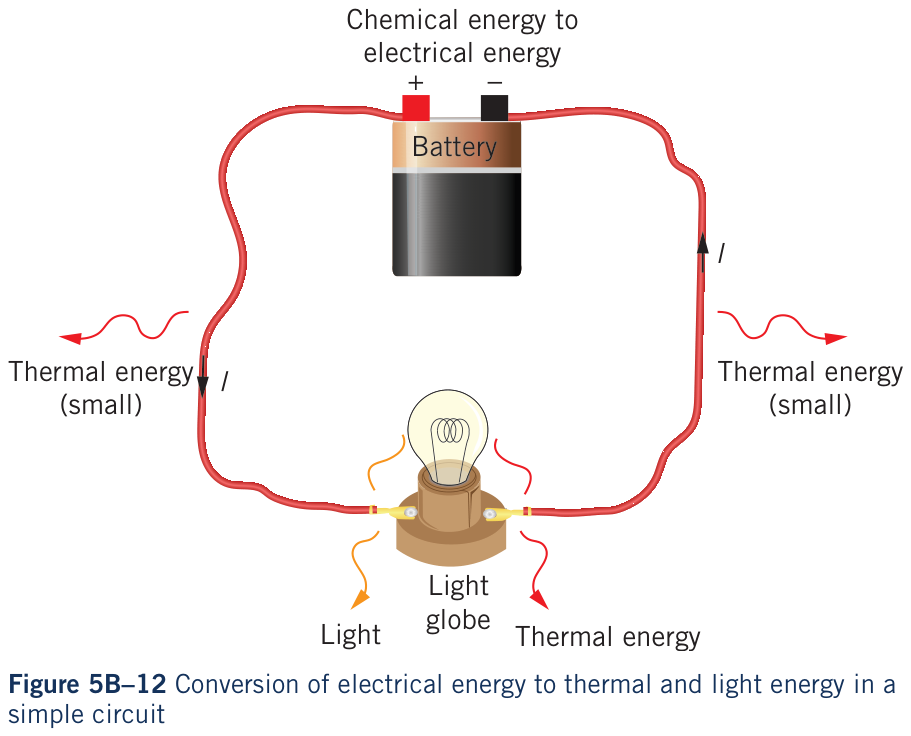 Chemical energy to
electrical energy
+ −
Battery
I
Thermal energy
(small)
I
Thermal energy
(small)
Light
globe
Light
Thermal energy
Figure 5B–12 Conversion of electrical energy to thermal and light energy in a
simple circuit